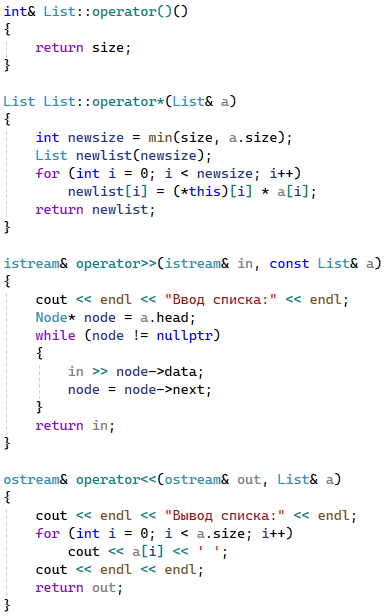 int& List::operator()()
{
    return size;
}

List List::operator*(List& a)
{
    int newsize = min(size, a.size);
    List newlist(newsize);
    for (int i = 0; i < newsize; i++)
        newlist[i] = (*this)[i] * a[i];
    return newlist;
}

istream& operator>>(istream& in, const List& a)
{
    cout << endl << "Ввод списка:" << endl;
    Node* node = a.head;
    while (node != nullptr)
    {
        in >> node->data;
        node = node->next;
    }
    return in;
}

ostream& operator<<(ostream& out, List& a)
{
    cout << endl << "Вывод списка:" << endl;
    for (int i = 0; i < a.size; i++)
        cout << a[i] << ' ';
    cout << endl << endl;
    return out;
}